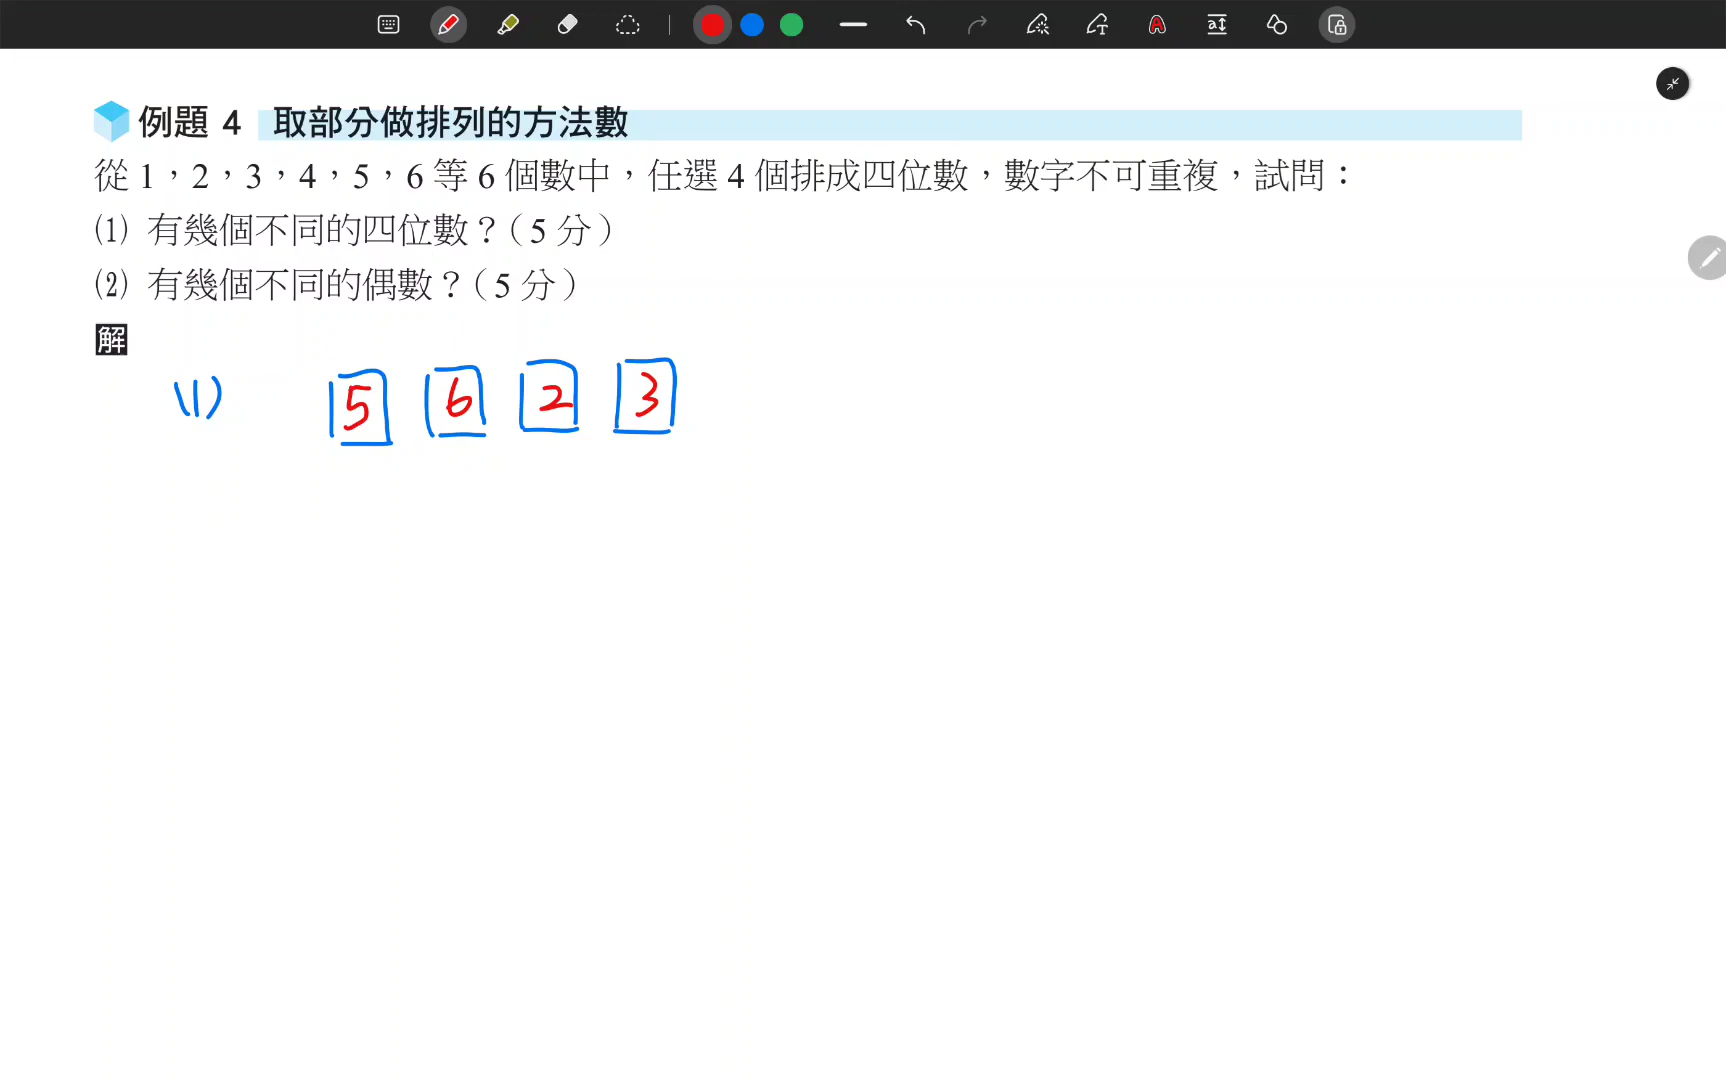 例題 4 取部分做排列的方法數
從 1，2，3，4，5，6 等 6 個數中，任選 4 個排成四位數，數字不可重複，試問：
⑴ 有幾個不同的四位數？（5 分）
⑵ 有幾個不同的偶數？（5 分）
解
(1) 5 6 2 3